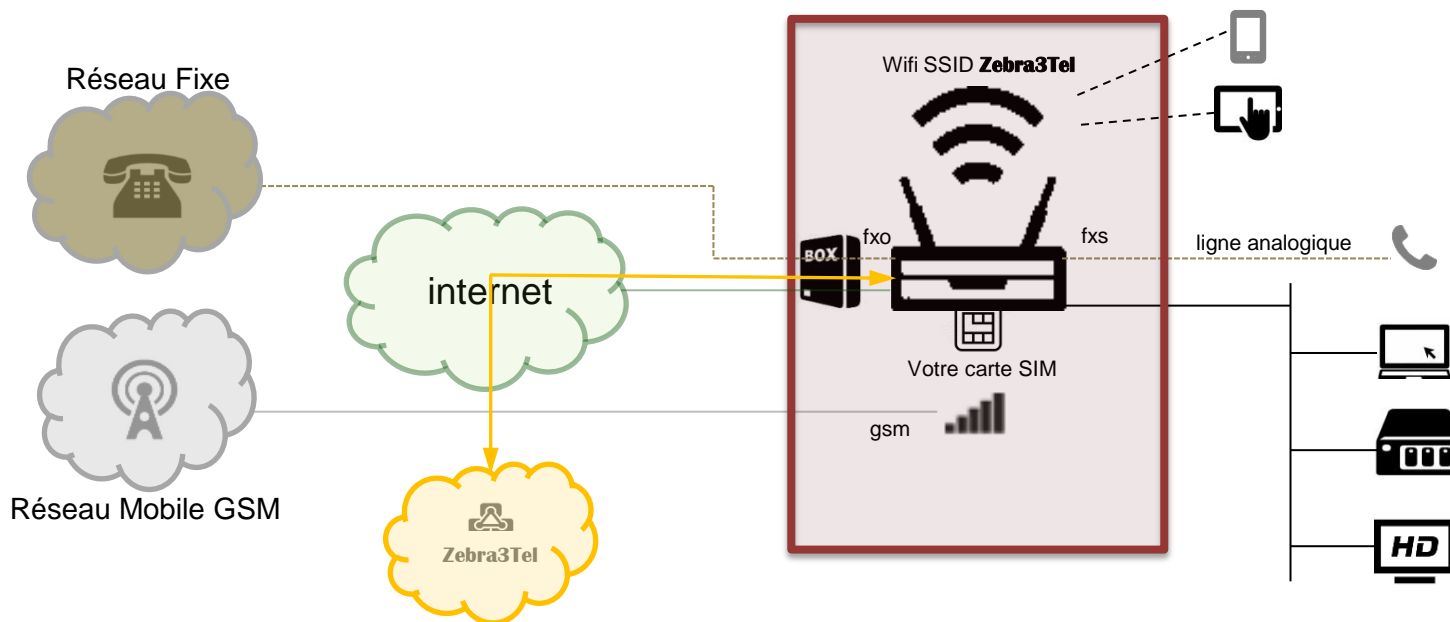 Réseau Fixe
Wifi SSID Zebra3Tel
BOX
fxo
fxs
ligne analogique
internet
Votre carte SIM
gsm
Réseau Mobile GSM
Zebra3Tel
HD